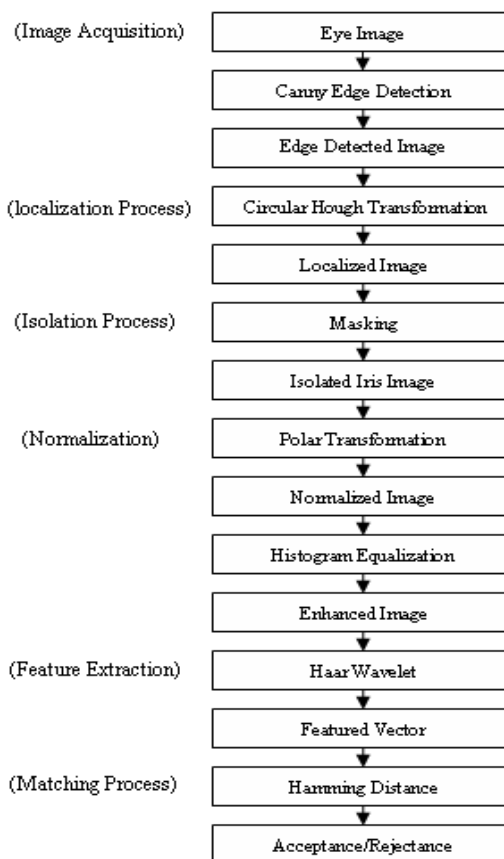 (Image Acquisition) Eye Image
Canny Edge Detection
Edge Detected Image
(localization Process) Circular Hough Transformation
Localized Image
(Isolation Process) Masking
Isolated Iris Image
(Normalization) Polar Transformation
Normalized Image
Histogram Equalization
Enhanced Image
(Feature Extraction) Haar Wavelet
Featured Vector
(Matching Process) Hamming Distance
Acceptance/Rejectance